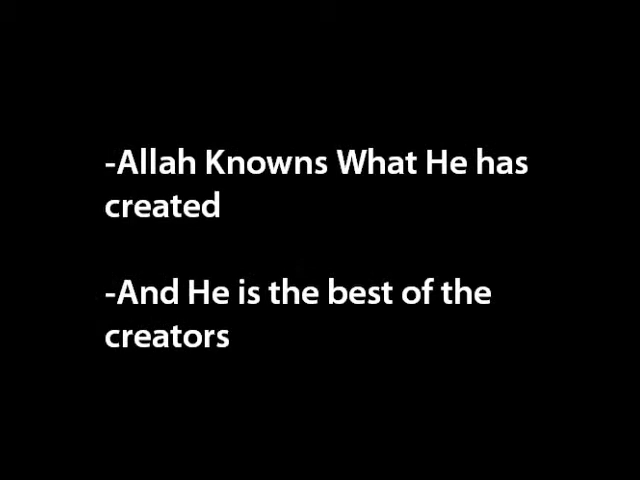 -Allah Knowns What He has
created
-And He is the best of the
creators